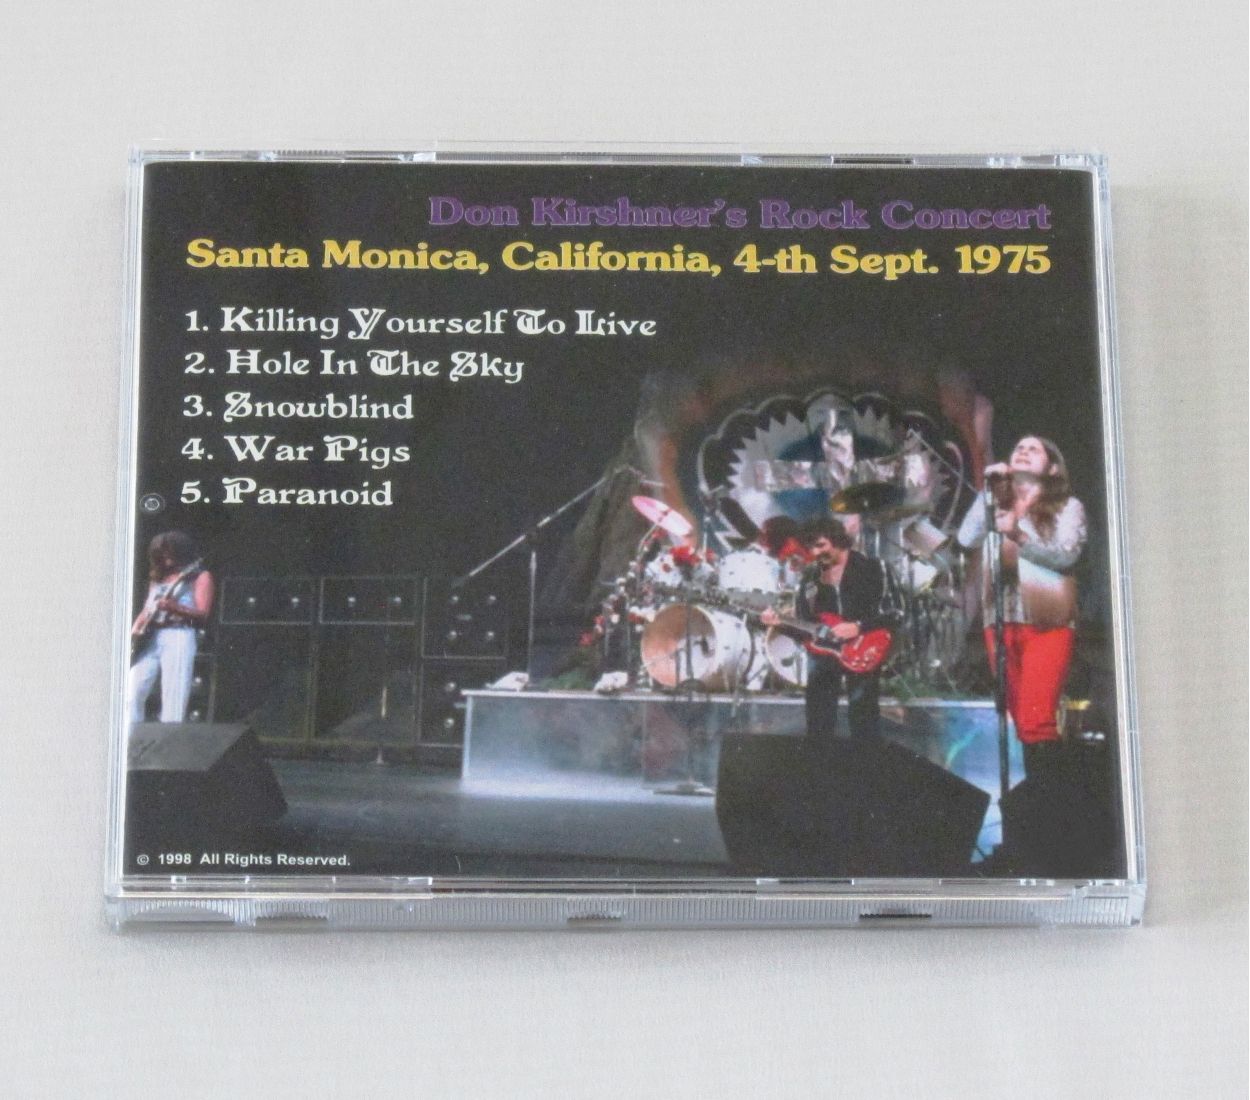 Don Kirshner's Rock Concert
Santa Monica, California, 4-th Sept. 1975
1. Killing Yourself To Live
2. Hole In The Sky
3. Snowblind
4. War Pigs
5. Paranoid
© 1998 All Rights Reserved.